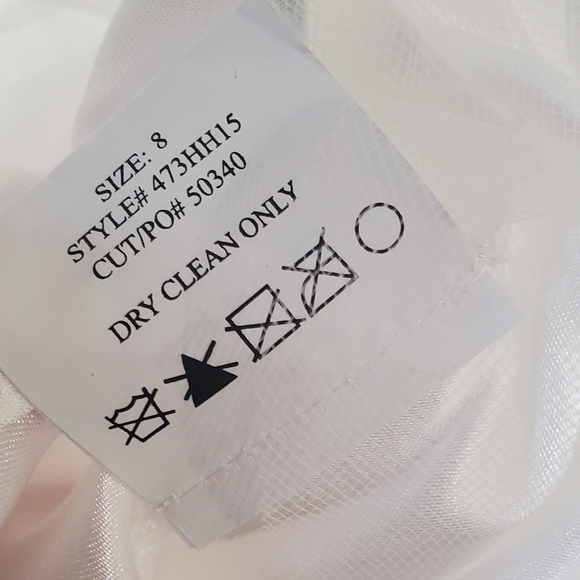 SIZE: 8
STYLE# 473HH15
CUT/PO# 50340
DRY CLEAN ONLY